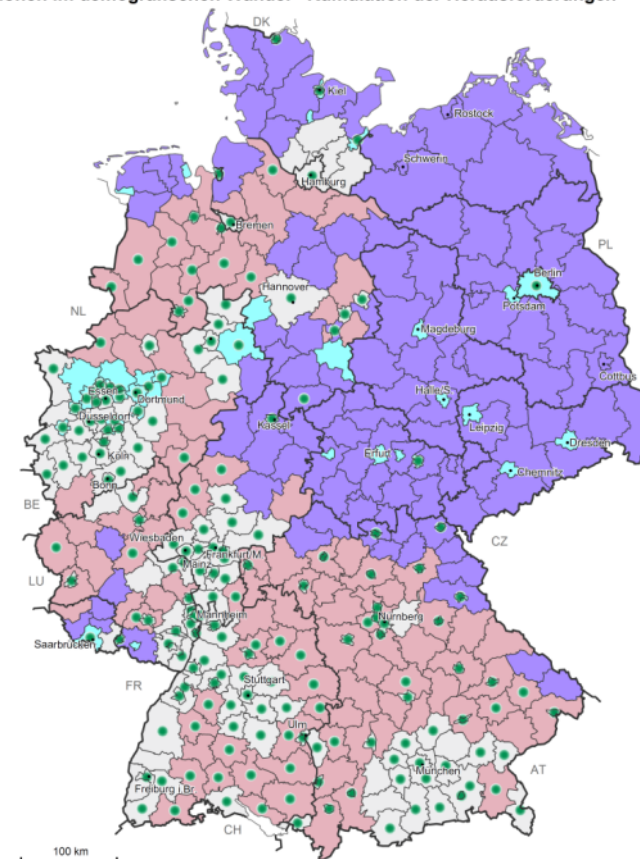 DK
Kiel
Rostock
Schwerin
Hamburg
Bremen
PL
Berlin
Hannover
Potsdam
NL
Magdeburg
Cottbus
Essen
Dortmund
Halle/S.
Düsseldorf
Leipzig
Kassel
Dresden
Köln
Erfurt
Chemnitz
Bonn
BE
Wiesbaden
CZ
Frankfurt/M.
Mainz
LU
Mannheim
Nürnberg
Saarbrücken
FR
Stuttgart
Ulm
München
AT
Freiburg i.Br.
CH
100 km